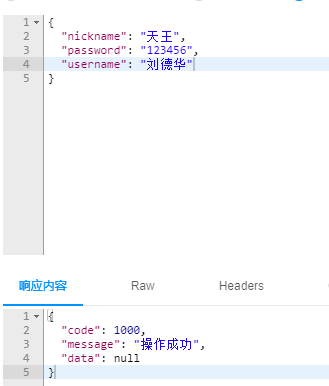 1 {
2 "nickname": "天王",
3 "password": "123456",
4 "username": "刘德华"
5 }
响应内容 Raw Headers
1 {
2 "code": 1000,
3 "message": "操作成功",
4 "data": null
5 }